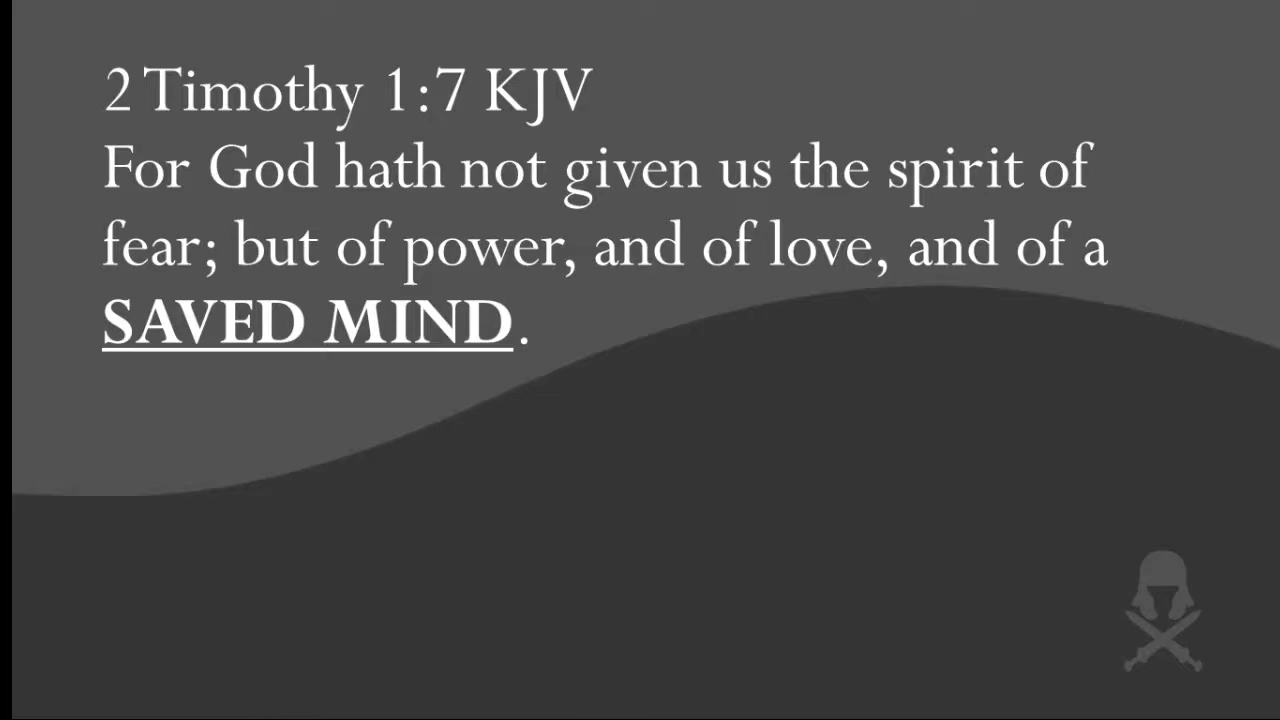 2 Timothy 1:7 KJV
For God hath not given us the spirit of
fear; but of power, and of love, and of a
SAVED MIND.